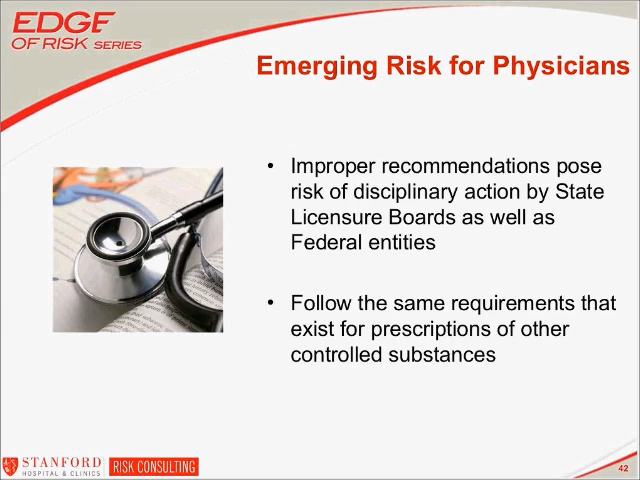 EDGE
OF RISK SERIES
Emerging Risk for Physicians
• Improper recommendations pose
risk of disciplinary action by State
Licensure Boards as well as
Federal entities
• Follow the same requirements that
exist for prescriptions of other
controlled substances
STANFORD
HOSPITAL & CLINICS
RISK CONSULTING
42